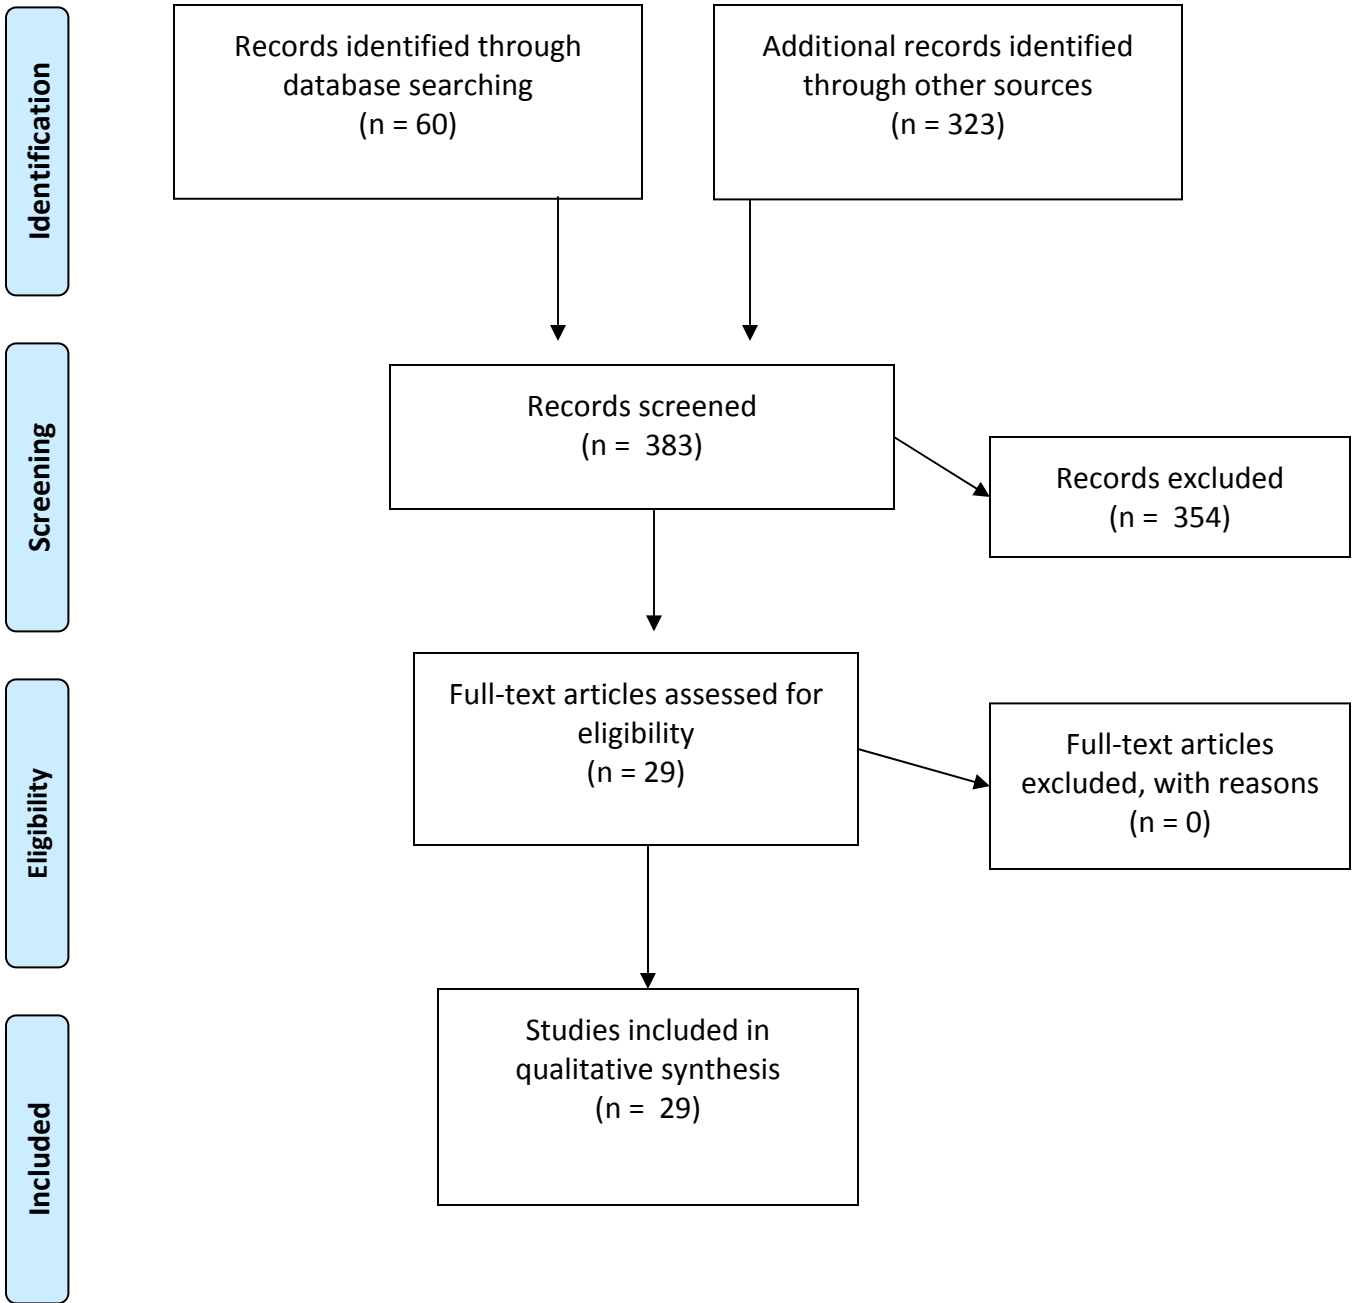 Identification
Records identified through
database searching
(n = 60)
Additional records identified
through other sources
(n = 323)
Screening
Records screened
(n =  383)
Records excluded
(n =  354)
Eligibility
Full-text articles assessed for
eligibility
(n = 29)
Full-text articles
excluded, with reasons
(n = 0)
Included
Studies included in
qualitative synthesis
(n =  29)